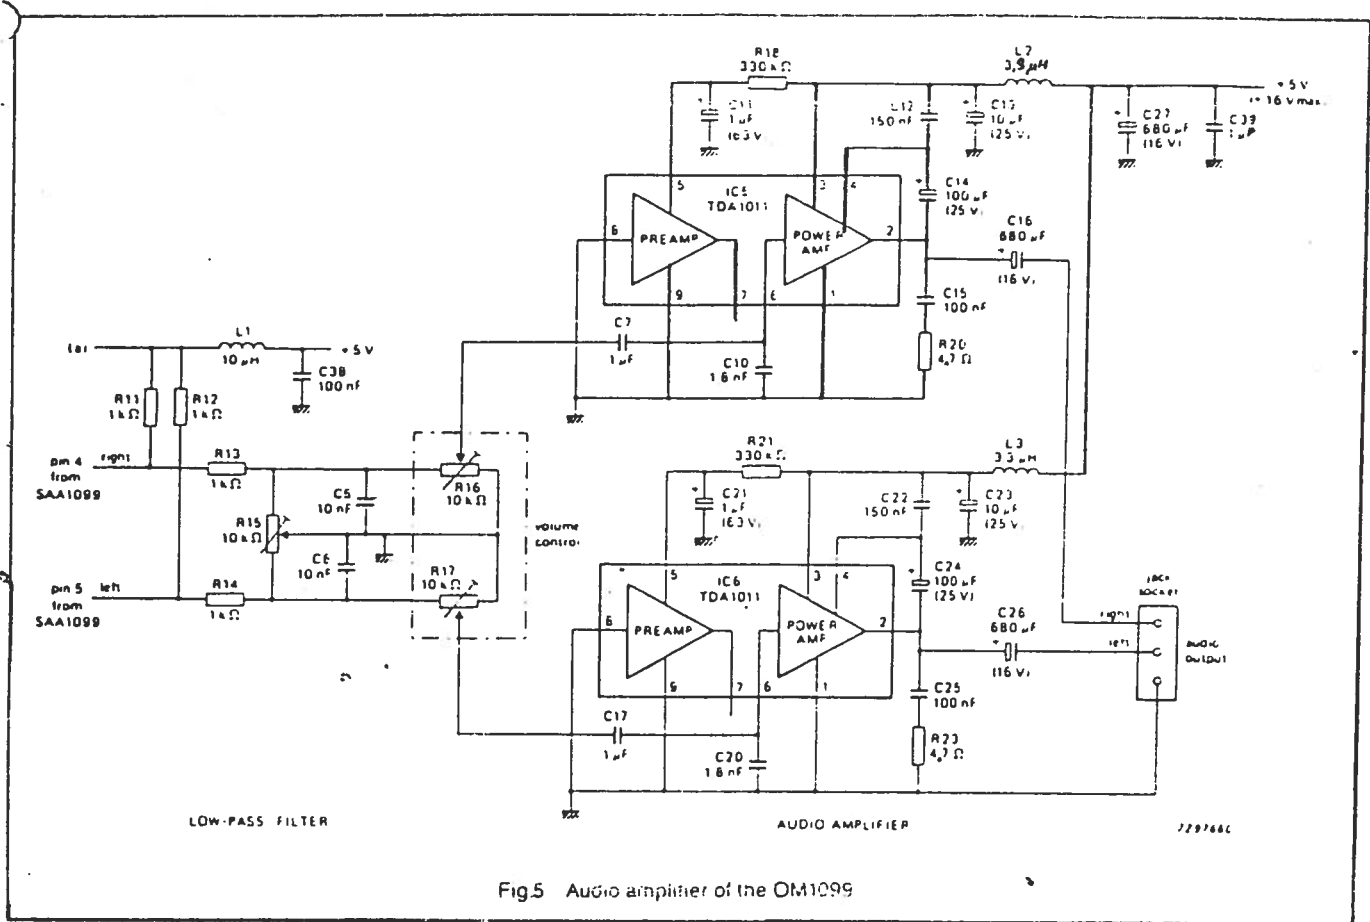 R18
330 kΩ
L2
3,9 µH
+5 V
C11
1 µF
(63 V)
L12
150 nF
C13
10 µF
(25 V)
C27
680 µF
(16 V)
C39
1 µF
5
3
4
IC5
TDA1011
C14
100 µF
(25 V)
6
PREAMP
POWER
AMP
2
C16
680 µF
(16 V)
9
7
6
1
C15
100 nF
C7
1 µF
C10
1.8 nF
R20
4,7 Ω
(a)
L1
10 µH
+5 V
C38
100 nF
R11
1 kΩ
R12
1 kΩ
pin 4
from
SAA1099
right
R13
1 kΩ
R16
10 kΩ
C5
10 nF
R15
10 kΩ
volume
control
C6
10 nF
R17
10 kΩ
pin 5
from
SAA1099
left
R14
1 kΩ
R21
330 kΩ
L3
3,3 µH
C21
1 µF
(63 V)
C22
150 nF
C23
10 µF
(25 V)
5
3
4
IC6
TDA1011
C24
100 µF
(25 V)
6
PREAMP
POWER
AMP
2
C26
680 µF
(16 V)
jack
socket
right
left
audio
output
9
7
6
1
C25
100 nF
C17
1 µF
C20
1.8 nF
R23
4,7 Ω
LOW-PASS FILTER
AUDIO AMPLIFIER
Fig.5 Audio amplifier of the OM1099